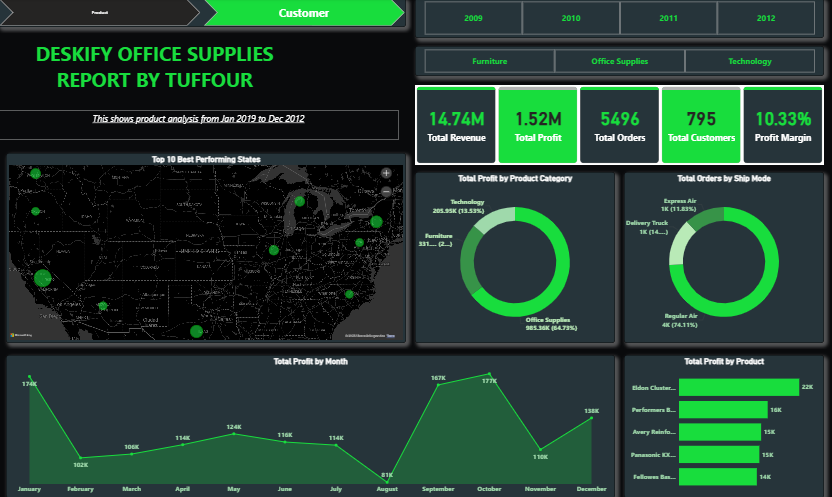 Product
Customer
DESKIFY OFFICE SUPPLIES
REPORT BY TUFFOUR
This shows product analysis from Jan 2019 to Dec 2012
2009
2010
2011
2012
Furniture
Office Supplies
Technology
14.74M
Total Revenue
1.52M
Total Profit
5496
Total Orders
795
Total Customers
10.33%
Profit Margin
Top 10 Best Performing States
UNITED STATES
Total Profit by Product Category
Technology
205.95K (13.53%)
Furniture
331.... (2...)
Office Supplies
985.36K (64.73%)
Total Orders by Ship Mode
Express Air
1K (11.83%)
Delivery Truck
1K (14....)
Regular Air
4K (74.11%)
Total Profit by Month
174K
102K
106K
114K
124K
116K
114K
81K
167K
177K
110K
138K
January
February
March
April
May
June
July
August
September
October
November
December
Total Profit by Product
Eldon Cluster...
22K
Performers B...
16K
Avery Rainfo...
15K
Panasonic KX...
15K
Fellowes Bas...
14K